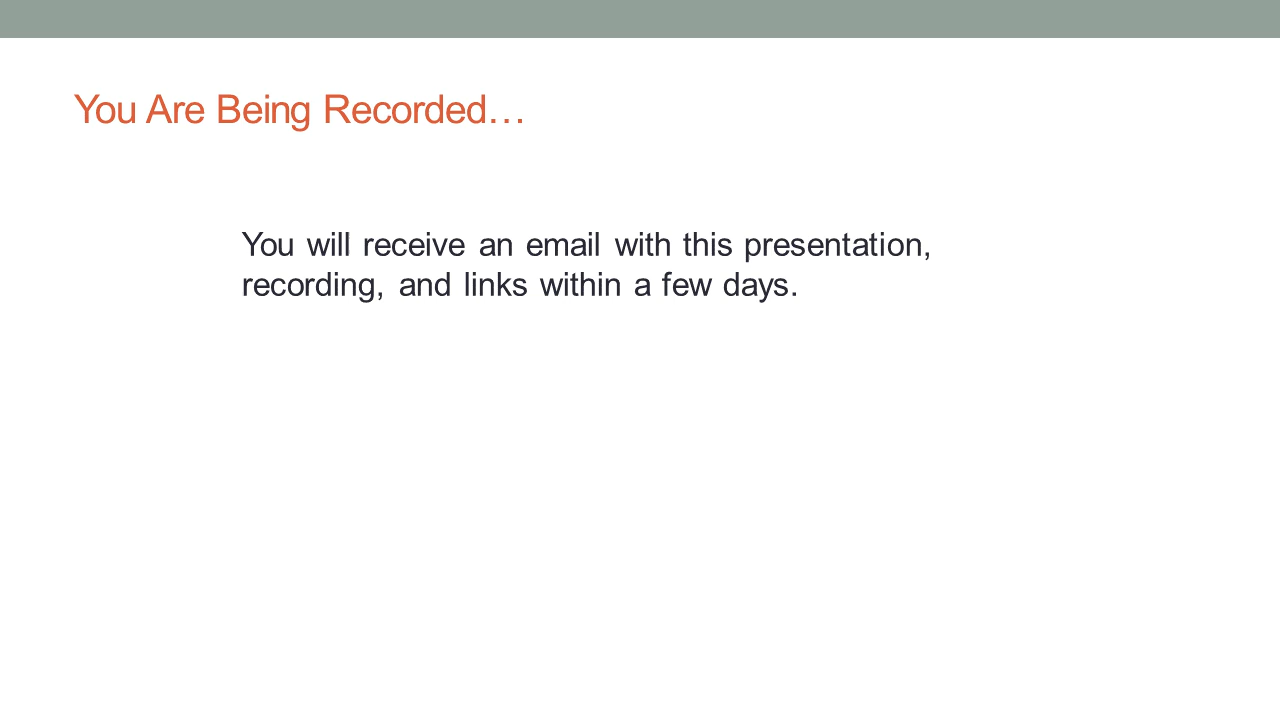 You Are Being Recorded…
You will receive an email with this presentation,
recording, and links within a few days.